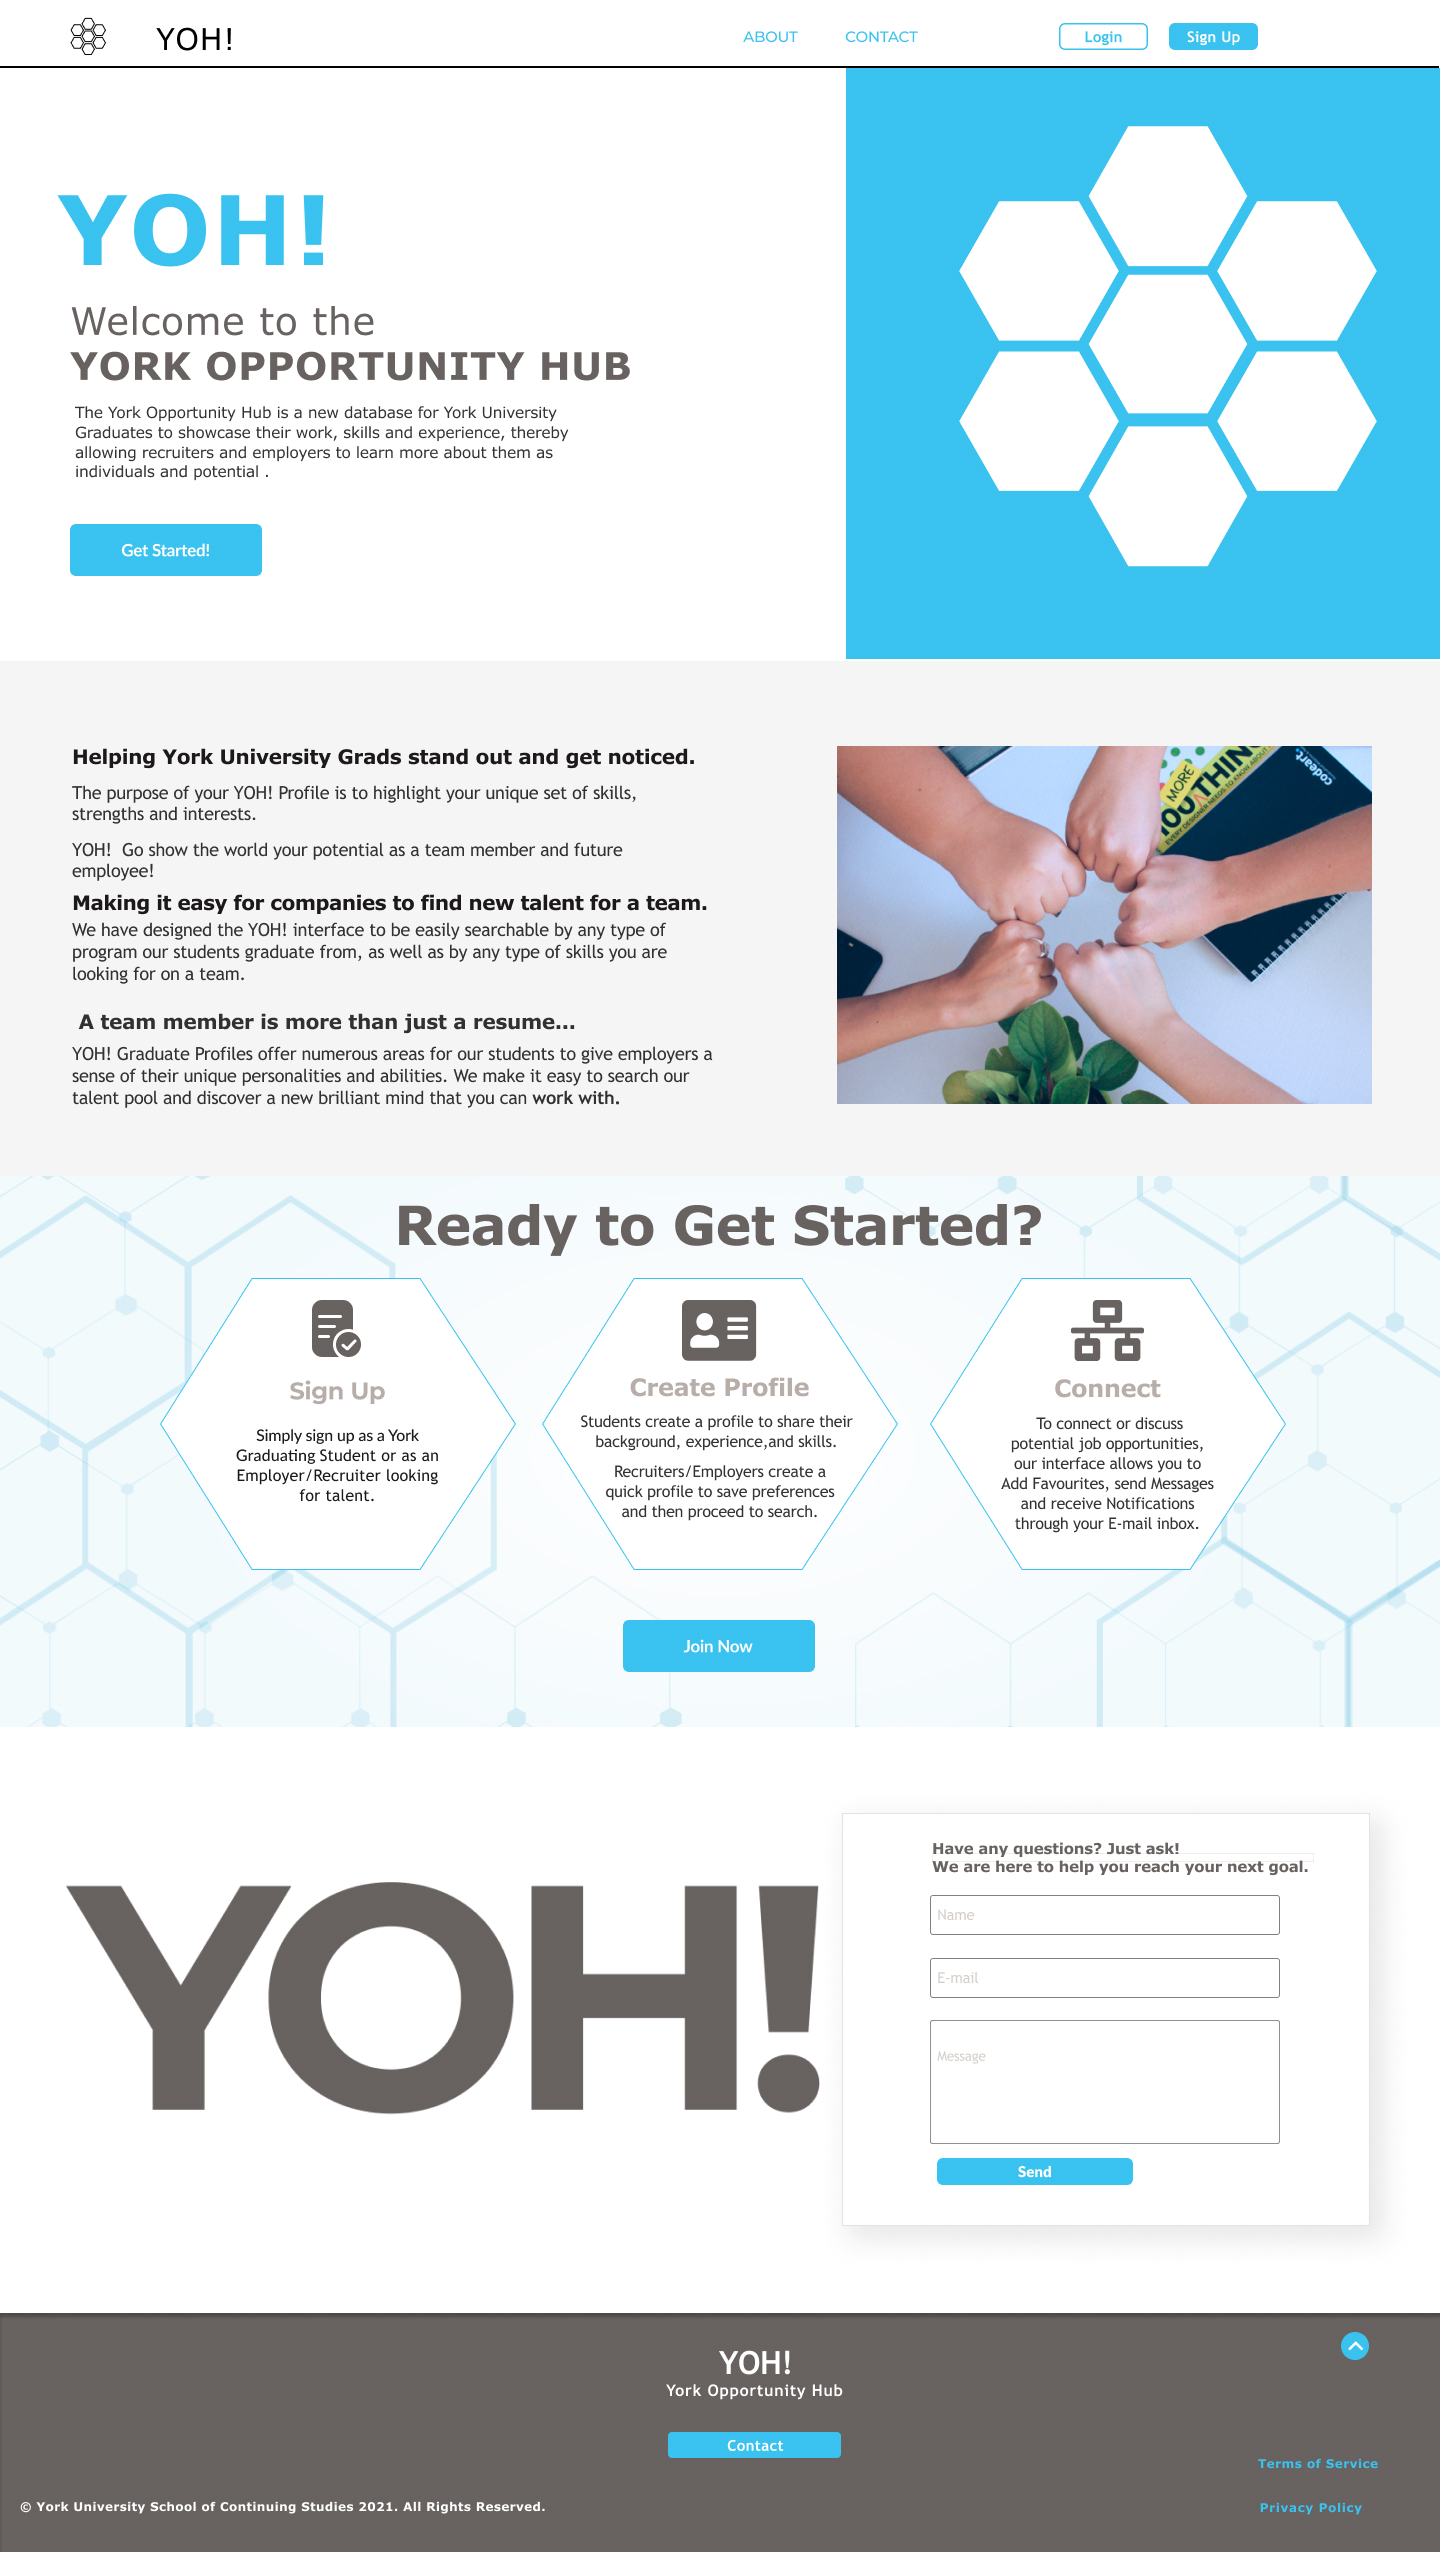 YOH!
ABOUT
CONTACT
Login
Sign Up
YOH!
Welcome to the
YORK OPPORTUNITY HUB
The York Opportunity Hub is a new database for York University
Graduates to showcase their work, skills and experience, thereby
allowing recruiters and employers to learn more about them as
individuals and potential .
Get Started!
Helping York University Grads stand out and get noticed.
The purpose of your YOH! Profile is to highlight your unique set of skills,
strengths and interests.
YOH!  Go show the world your potential as a team member and future
employee!
Making it easy for companies to find new talent for a team.
We have designed the YOH! interface to be easily searchable by any type of
program our students graduate from, as well as by any type of skills you are
looking for on a team.
A team member is more than just a resume...
YOH! Graduate Profiles offer numerous areas for our students to give employers a
sense of their unique personalities and abilities. We make it easy to search our
talent pool and discover a new brilliant mind that you can work with.
MORE
100 THIN
EVERY DESIGNER NEEDS TO KNOW ABOUT
codeart
Ready to Get Started?
Sign Up
Simply sign up as a York
Graduating Student or as an
Employer/Recruiter looking
for talent.
Create Profile
Students create a profile to share their
background, experience,and skills.
Recruiters/Employers create a
quick profile to save preferences
and then proceed to search.
Connect
To connect or discuss
potential job opportunities,
our interface allows you to
Add Favourites, send Messages
and receive Notifications
through your E-mail inbox.
Join Now
YOH!
Have any questions? Just ask!
We are here to help you reach your next goal.
Name
E-mail
Message
Send
YOH!
York Opportunity Hub
Contact
Terms of Service
© York University School of Continuing Studies 2021. All Rights Reserved.
Privacy Policy